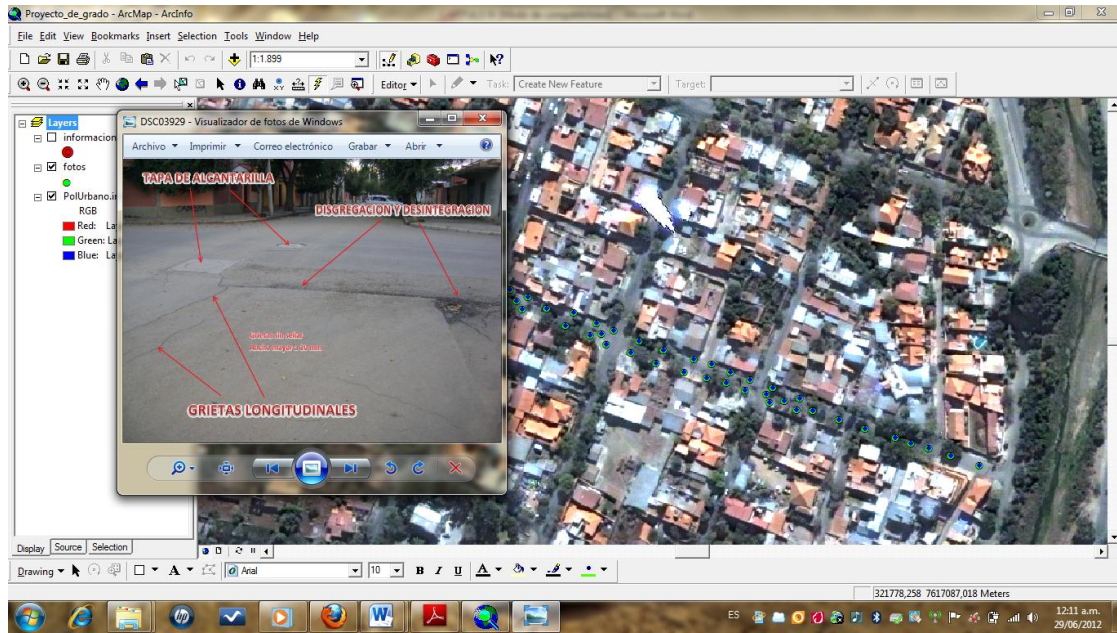 Proyecto_de_grado - ArcMap - ArcInfo
File Edit View Bookmarks Insert Selection Tools Window Help
1:1.899
Editor Task: Create New Feature Target:
Layers
informacion
fotos
PolUrbano.i
RGB
Red: La
Green: La
Blue: La
DSC03929 - Visualizador de fotos de Windows
Archivo Imprimir Correo electrónico Grabar Abrir
TAPA DE ALCANTARILLA
DISGREGACION Y DESINTEGRACION
GRIETAS LONGITUDINALES
Display Source Selection
Drawing A Arial 10 B I U A
321778,258 7617087,018 Meters
hp W ES 12:11 a.m.
29/06/2012